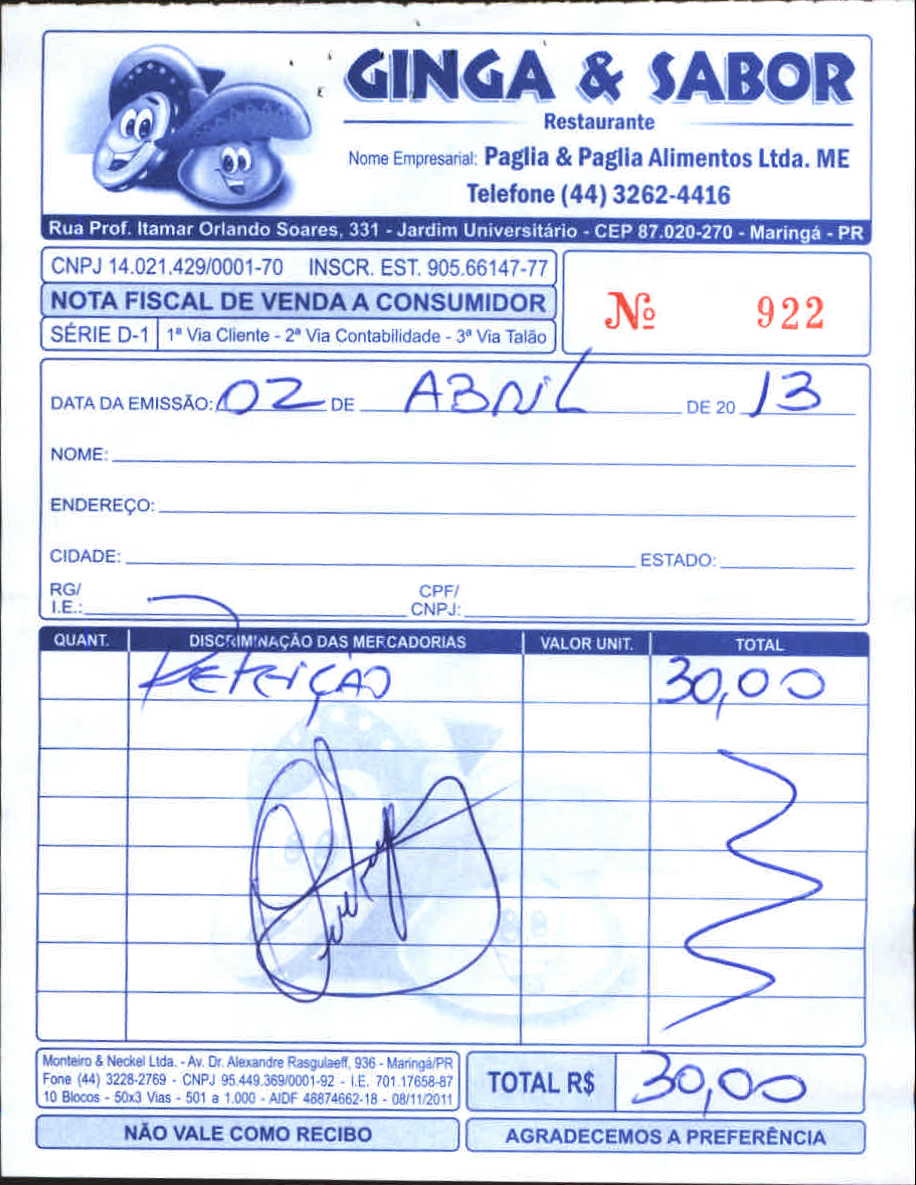 GINGA & SABOR
Restaurante
Nome Empresarial: Paglia & Paglia Alimentos Ltda. ME
Telefone (44) 3262-4416
Rua Prof. Itamar Orlando Soares, 331 - Jardim Universitário - CEP 87.020-270 - Maringá - PR
CNPJ 14.021.429/0001-70 INSCR. EST. 905.66147-77
NOTA FISCAL DE VENDA A CONSUMIDOR
SÉRIE D-1 1ª Via Cliente - 2ª Via Contabilidade - 3ª Via Talão
Nº 922
DATA DA EMISSÃO: 02 DE ABRIL DE 20 13
NOME:
ENDEREÇO:
CIDADE: ESTADO:
RG/ I.E.: CPF/ CNPJ:
QUANT. DISCRIMINAÇÃO DAS MERCADORIAS VALOR UNIT. TOTAL
REFEIÇÃO 30,00
Monteiro & Neckel Ltda. - Av. Dr. Alexandre Rasgulaeff, 936 - Maringá/PR
Fone (44) 3228-2769 - CNPJ 95.449.369/0001-92 - I.E. 701.17658-87
10 Blocos - 50x3 Vias - 501 a 1.000 - AIDF 48874662-18 - 08/11/2011
TOTAL R$ 30,00
NÃO VALE COMO RECIBO
AGRADECEMOS A PREFERÊNCIA